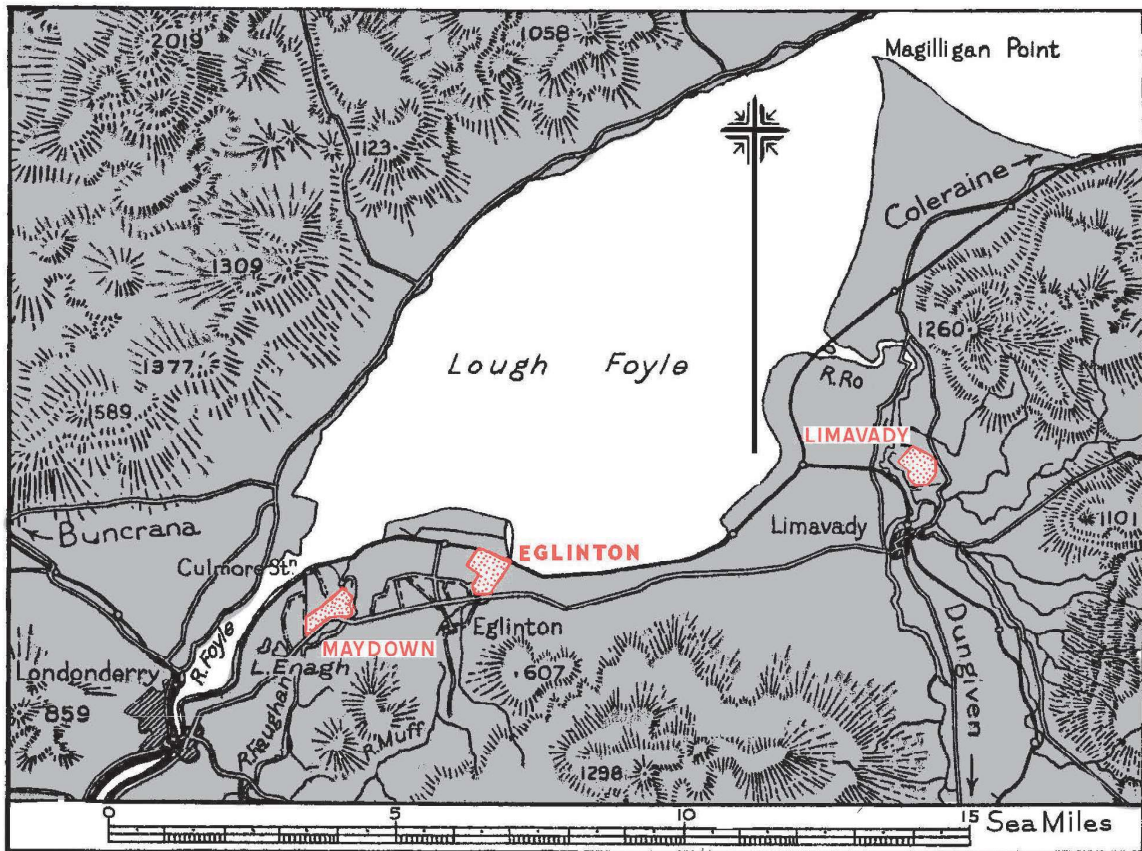 2019
1058
Magilligan Point
1123
Coleraine
1309
1260
Lough Foyle
1377
R. Ro
1589
LIMAVADY
Buncrana
Limavady
1101
EGLINTON
Culmore Stn
MAYDOWN
Eglinton
Londonderry
R. Foyle
L. Enagh
607
859
R. Faughan
R. Muff
Dungiven
1298
0 5 10 15 Sea Miles